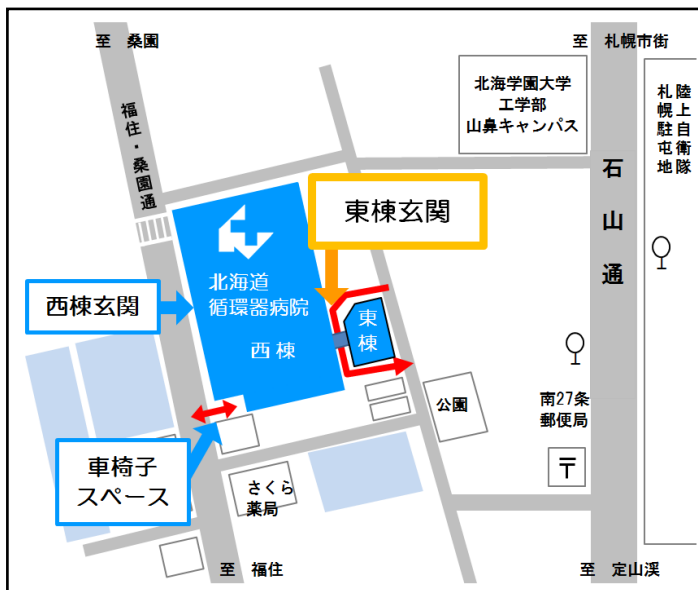 至 桑園
至 札幌市街
北海学園大学
工学部
山鼻キャンパス
陸上自衛隊
札幌駐屯地
福住・桑園通
石山通
東棟玄関
北海道
循環器病院
西棟
西棟玄関
東棟
公園
南27条
郵便局
〒
車椅子
スペース
さくら
薬局
至 福住
至 定山渓